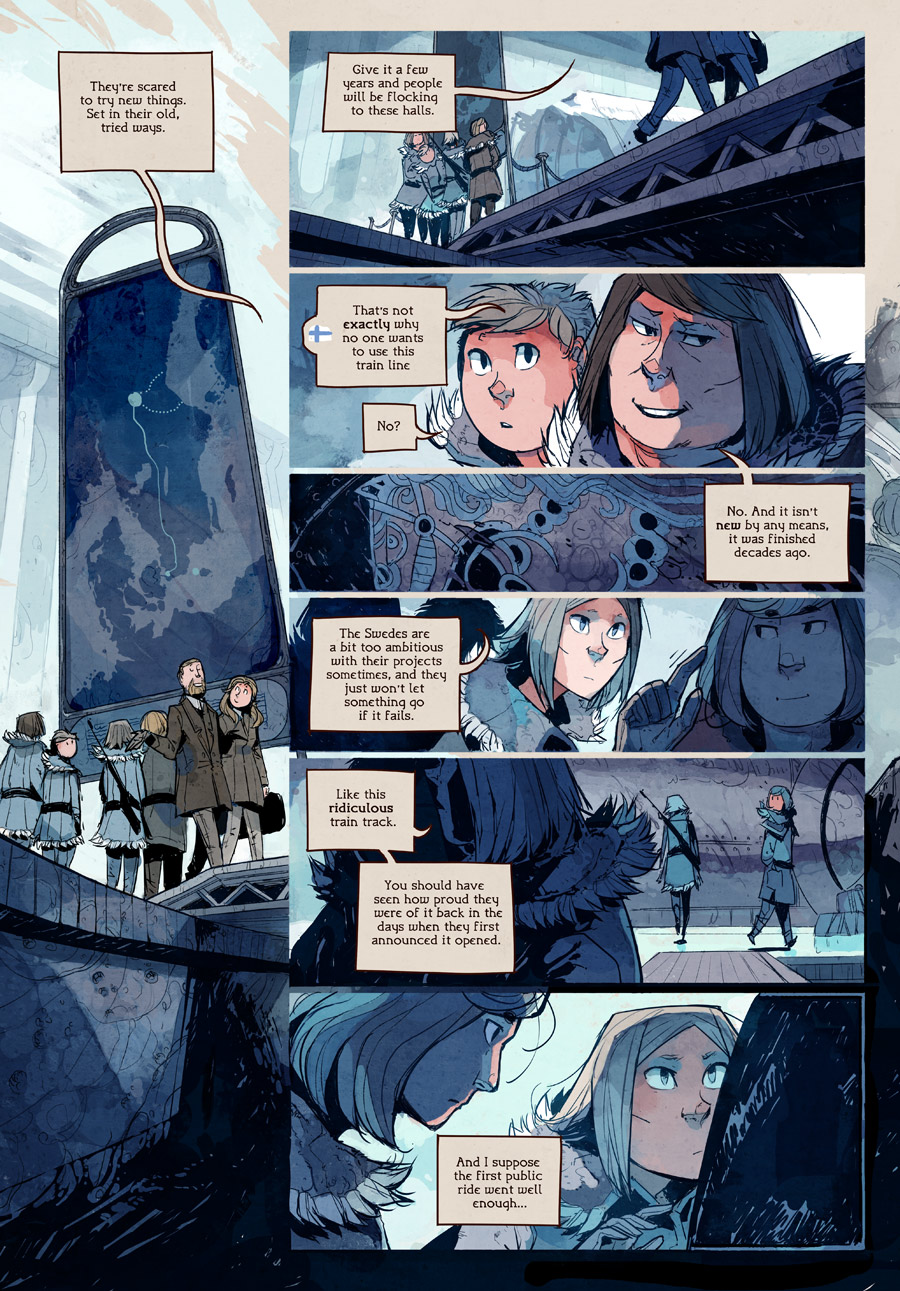 They're scared
to try new things.
Set in their old,
tried ways.
Give it a few
years and people
will be flocking
to these halls.
That's not
exactly why
no one wants
to use this
train line
No?
No. And it isn't
new by any means,
it was finished
decades ago.
The Swedes are
a bit too ambitious
with their projects
sometimes, and they
just won't let
something go
if it fails.
Like this
ridiculous
train track.
You should have
seen how proud they
were of it back in the
days when they first
announced it opened.
And I suppose
the first public
ride went well
enough...